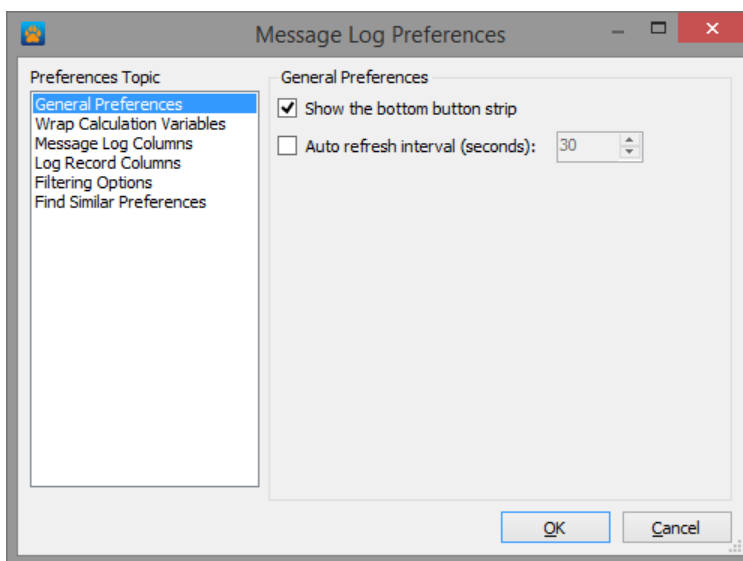 Message Log Preferences
Preferences Topic
General Preferences
Wrap Calculation Variables
Message Log Columns
Log Record Columns
Filtering Options
Find Similar Preferences
General Preferences
Show the bottom button strip
Auto refresh interval (seconds): 30
OK Cancel